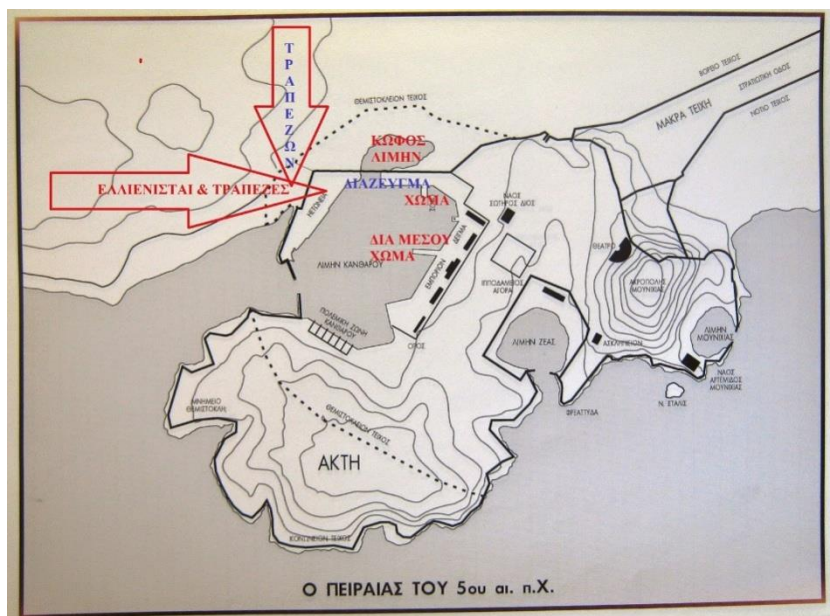 ΤΡΑΠΕΖΩΝ
ΘΕΜΙΣΤΟΚΛΕΙΟΝ ΤΕΙΧΟΣ
ΒΟΡΕΙΟ ΤΕΙΧΟΣ
ΣΤΡΑΤΙΩΤΙΚΗ ΟΔΟΣ
ΜΑΚΡΑ ΤΕΙΧΗ
ΝΟΤΙΟ ΤΕΙΧΟΣ
ΚΩΦΟΣ
ΛΙΜΗΝ
ΕΛΛΙΕΝΙΣΤΑΙ & ΤΡΑΠΕΖΕΣ
ΔΙΑΖΕΥΓΜΑ
ΧΩΜΑ
ΝΑΟΣ
ΣΩΤΗΡΟΣ ΔΙΟΣ
ΔΕΙΓΜΑ
ΔΙΑ ΜΕΣΟΥ
ΧΩΜΑ
ΛΙΜΗΝ ΚΑΝΘΑΡΟΥ
ΕΜΠΟΡΙΟΝ
ΘΕΑΤΡΟ
ΙΠΠΟΔΑΜΕΙΟΣ
ΑΓΟΡΑ
ΑΚΡΟΠΟΛΙΣ
ΜΟΥΝΙΧΙΑΣ
ΠΟΛΕΜΙΚΗ ΖΩΝΗ
ΚΑΝΘΑΡΟΥ
ΟΡΟΣ
ΛΙΜΗΝ ΖΕΑΣ
ΑΣΚΛΗΠΙΕΙΟΝ
ΛΙΜΗΝ
ΜΟΥΝΙΧΙΑΣ
ΝΑΟΣ
ΑΡΤΕΜΙΔΟΣ
ΜΟΥΝΙΧΙΑΣ
ΦΡΕΑΤΤΥΔΑ
Ν. ΣΤΑΛΙΣ
ΜΝΗΜΕΙΟ
ΘΕΜΙΣΤΟΚΛΗ
ΘΕΜΙΣΤΟΚΛΕΙΟΝ ΤΕΙΧΟΣ
ΑΚΤΗ
ΚΟΝΩΝΕΙΟΝ ΤΕΙΧΟΣ
Ο ΠΕΙΡΑΙΑΣ ΤΟΥ 5ου αι. π.Χ.